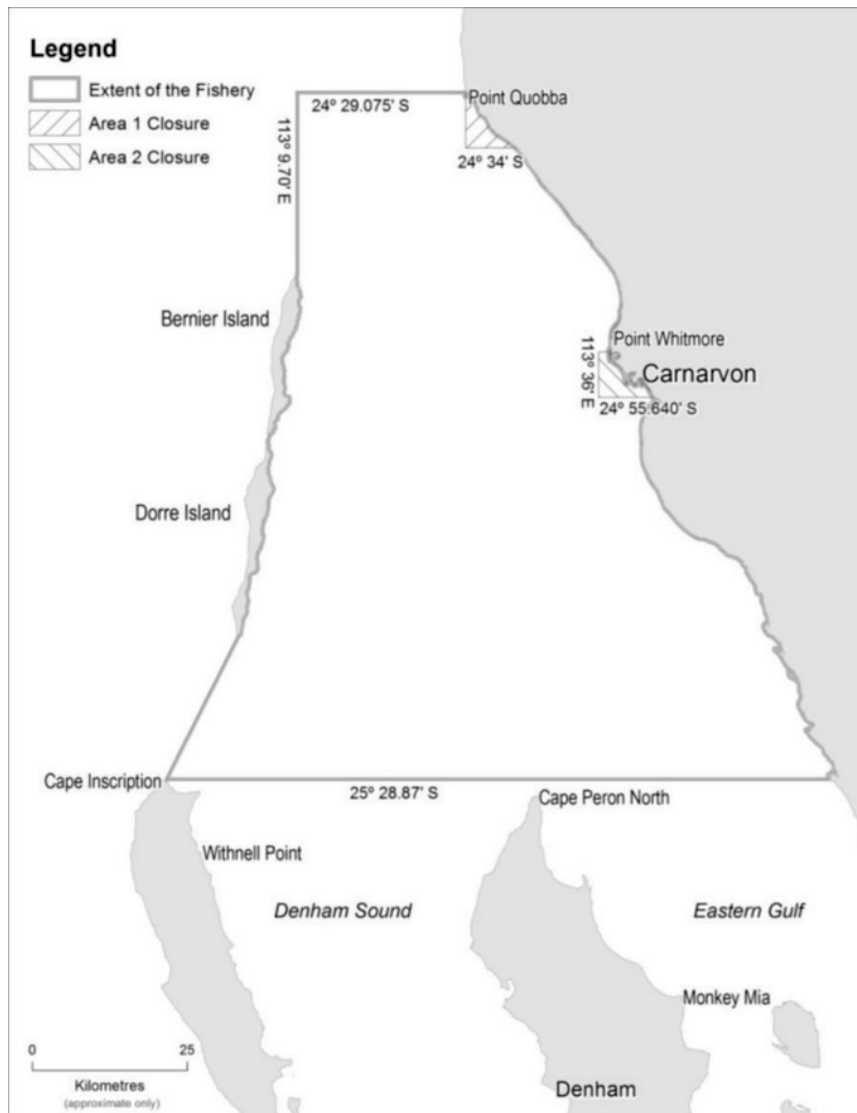 Legend
Extent of the Fishery
Area 1 Closure
Area 2 Closure
24º 29.075' S
Point Quobba
113º 9.70' E
24º 34' S
Bernier Island
Point Whitmore
113º 36' E
Carnarvon
24º 55.640' S
Dorre Island
Cape Inscription
25º 28.87' S
Cape Peron North
Withnell Point
Denham Sound
Eastern Gulf
Monkey Mia
0 25
Kilometres
(approximate only)
Denham